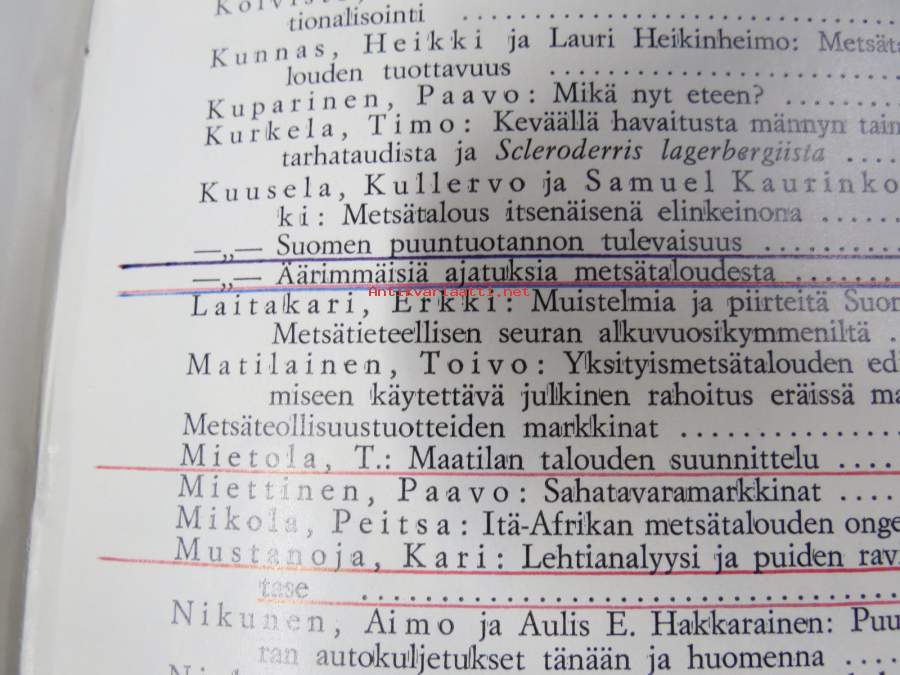 tionalisointi ..............................
Kunnas, Heikki ja Lauri Heikinheimo: Metsäta
louden tuottavuus ........................
Kuparinen, Paavo: Mikä nyt eteen? ........
Kurkela, Timo: Keväällä havaitusta männyn taim
tarhataudista ja Scleroderris lagerbergiista ....
Kuusela, Kullervo ja Samuel Kaurinko
ki: Metsätalous itsenäisenä elinkeinona ......
—„— Suomen puuntuotannon tulevaisuus ..........
—„— Äärimmäisiä ajatuksia metsätaloudesta ........
Antikvariaatti.net
Laitakari, Erkki: Muistelmia ja piirteitä Suom
Metsätieteellisen seuran alkuvuosikymmeniltä ..
Matilainen, Toivo: Yksityismetsätalouden edi
miseen käytettävä julkinen rahoitus eräissä ma
Metsäteollisuustuotteiden markkinat ..............
Mietola, T.: Maatilan talouden suunnittelu ....
Miettinen, Paavo: Sahatavaramarkkinat ....
Mikola, Peitsa: Itä-Afrikan metsätalouden onge
Mustanoja, Kari: Lehtianalyysi ja puiden rav
tase ....................................
Nikunen, Aimo ja Aulis E. Hakkarainen: Puu
ran autokuljetukset tänään ja huomenna ....